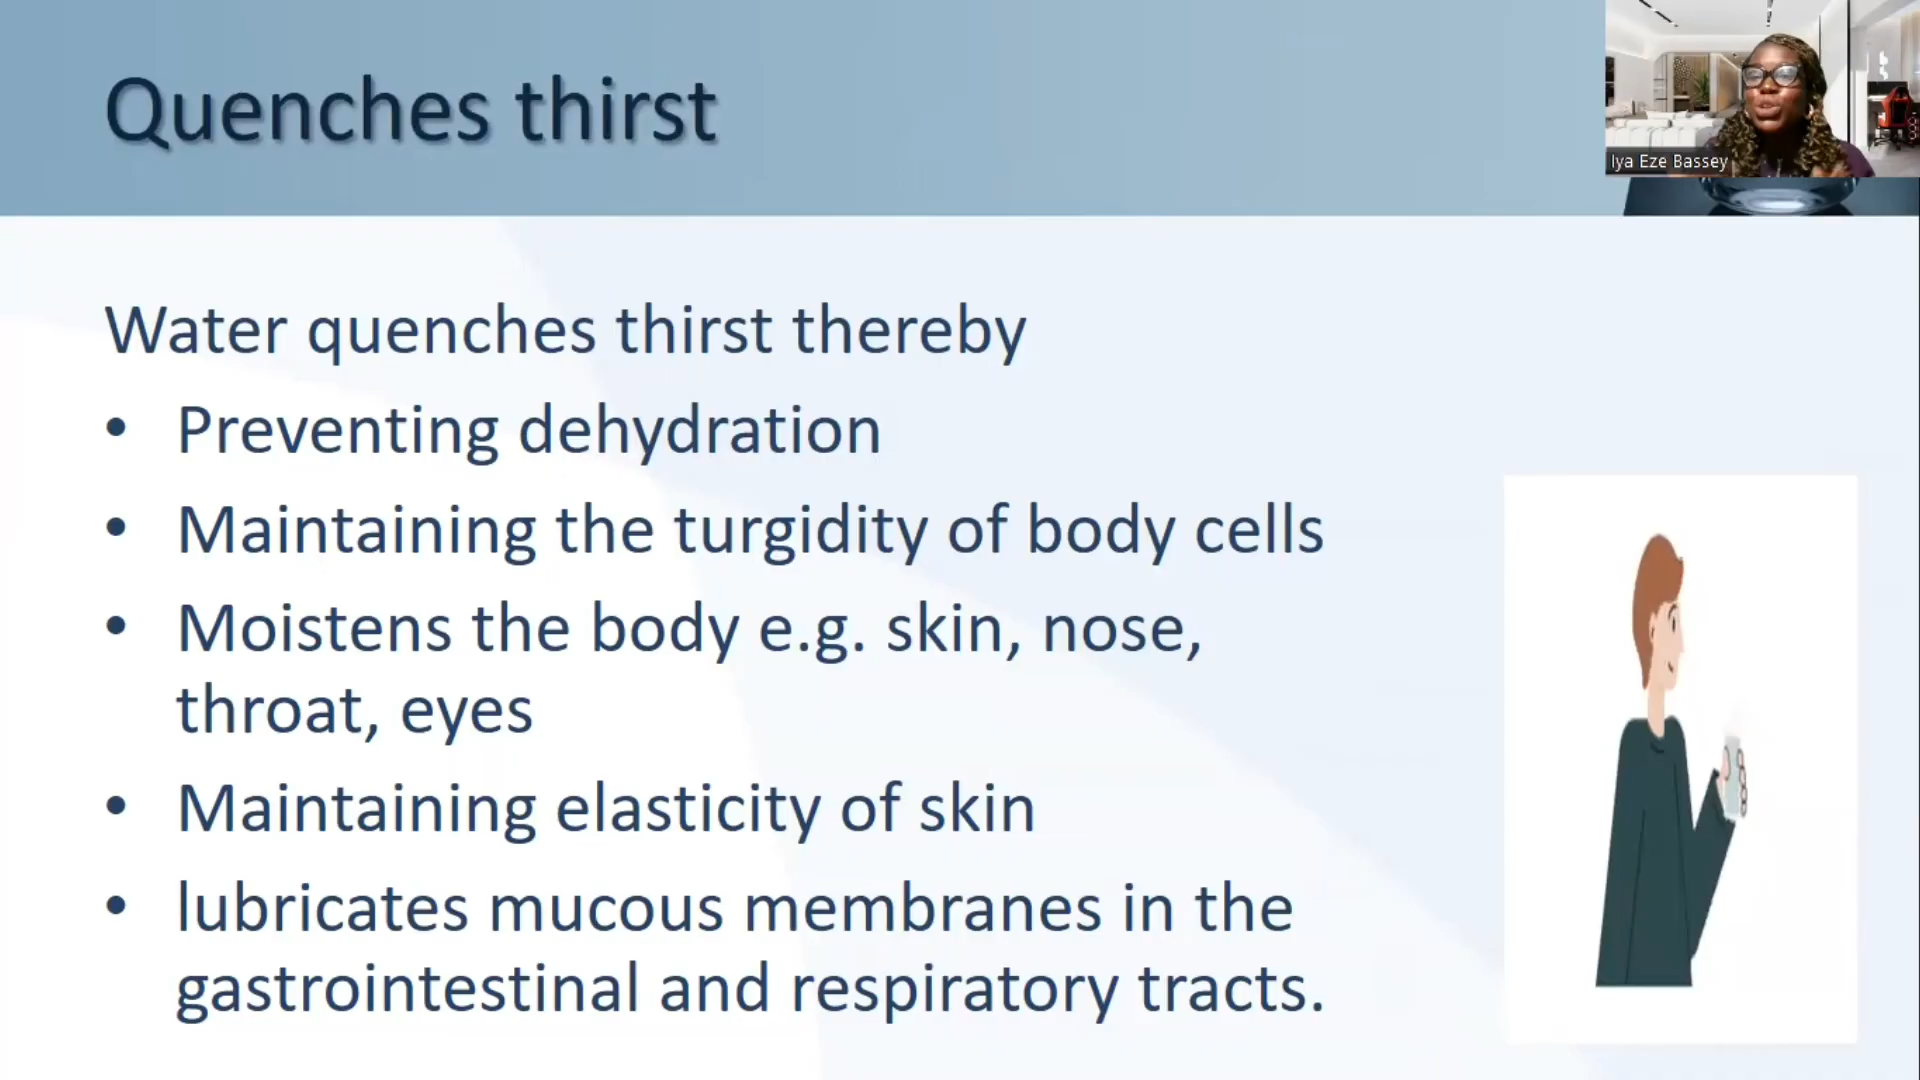 Quenches thirst
Iya Eze Bassey
Water quenches thirst thereby
• Preventing dehydration
• Maintaining the turgidity of body cells
• Moistens the body e.g. skin, nose,
throat, eyes
• Maintaining elasticity of skin
• lubricates mucous membranes in the
gastrointestinal and respiratory tracts.